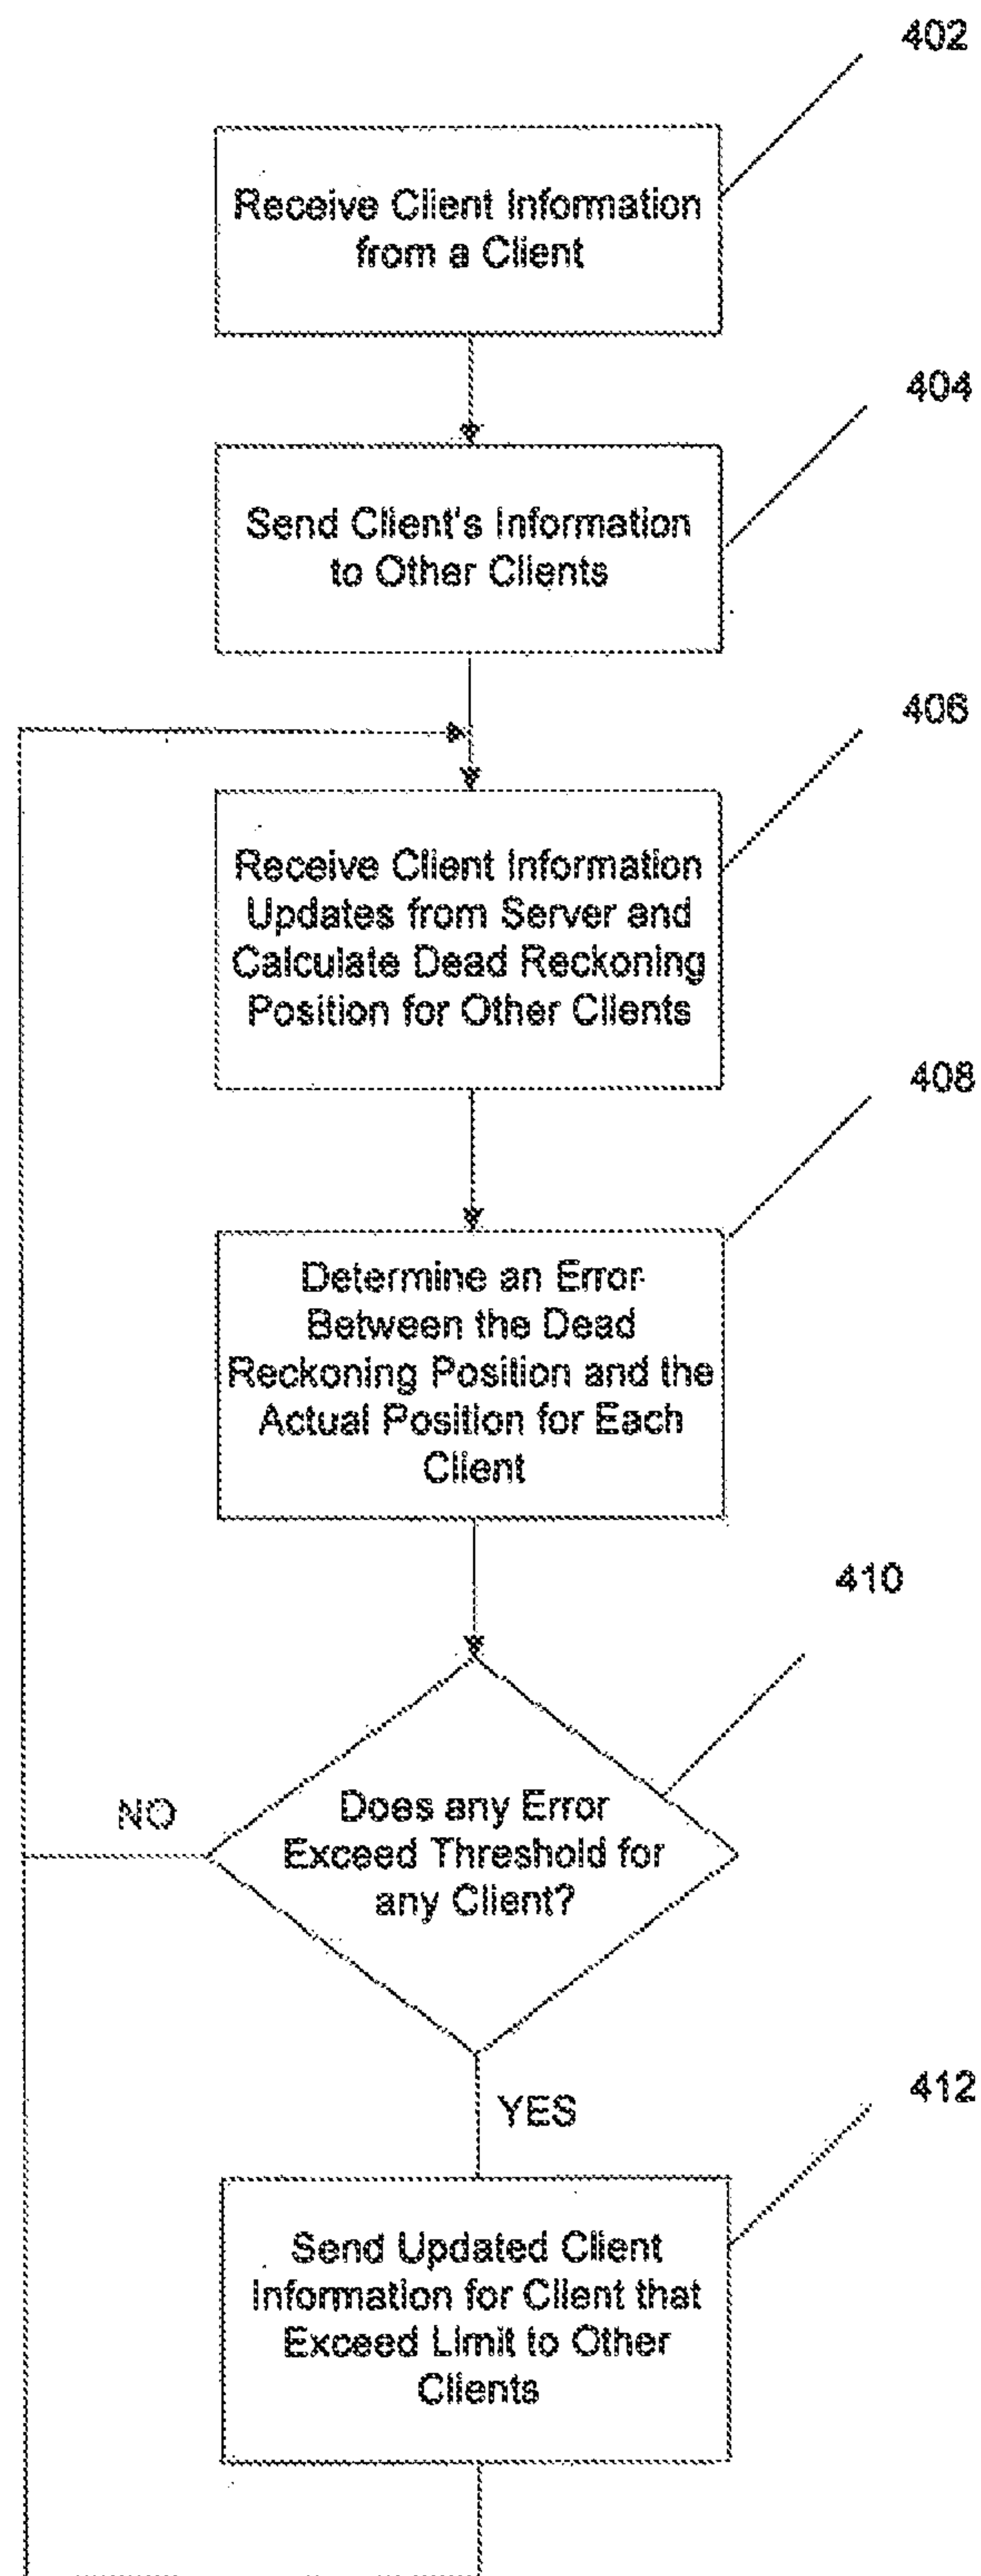 402
Receive Client Information
from a Client
404
Send Client's Information
to Other Clients
406
Receive Client Information
Updates from Server and
Calculate Dead Reckoning
Position for Other Clients
408
Determine an Error
Between the Dead
Reckoning Position and the
Actual Position for Each
Client
410
NO
Does any Error
Exceed Threshold for
any Client?
YES
412
Send Updated Client
Information for Client that
Exceed Limit to Other
Clients